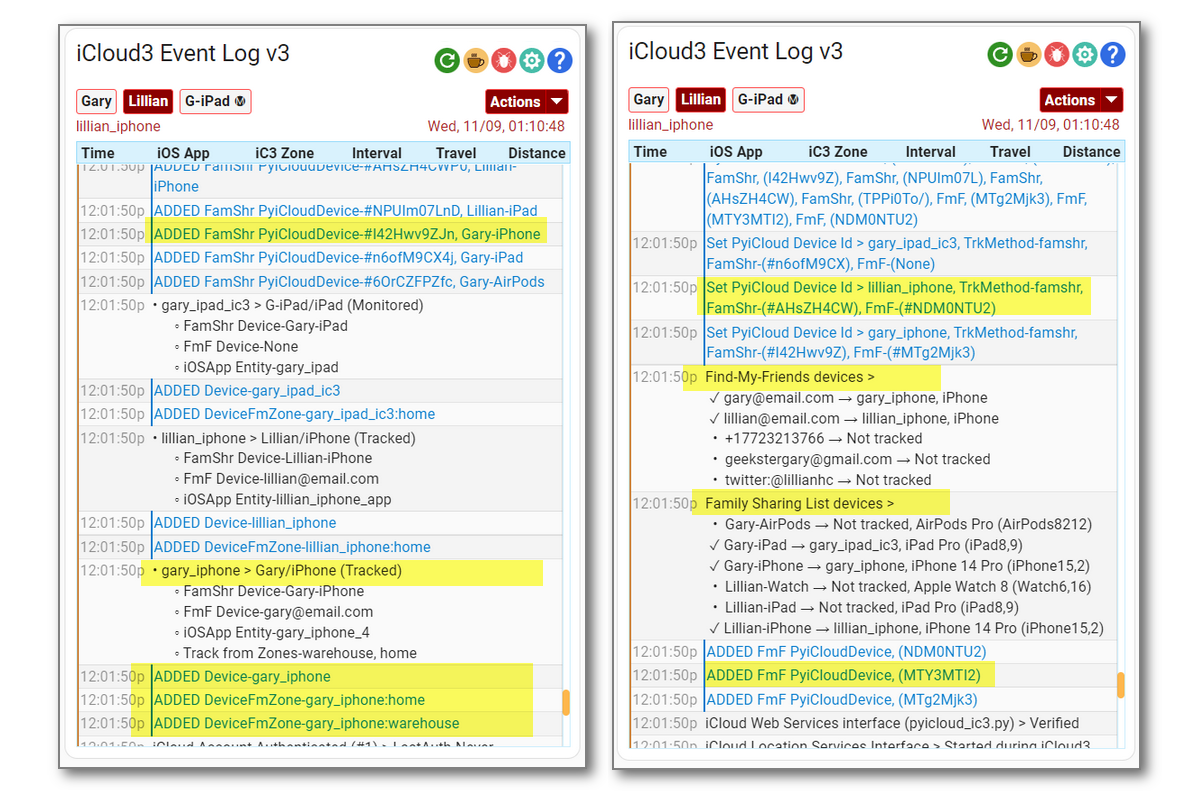 iCloud3 Event Log v3
Gary Lillian G-iPad Ⓜ Actions
lillian_iphone Wed, 11/09, 01:10:48
Time iOS App iC3 Zone Interval Travel Distance
12:01:50p ADDED FamShr PyiCloudDevice-#AHsZH4CWP0, Lillian-
iPhone
12:01:50p ADDED FamShr PyiCloudDevice-#NPUIm07LnD, Lillian-iPad
12:01:50p ADDED FamShr PyiCloudDevice-#I42Hwv9ZJn, Gary-iPhone
12:01:50p ADDED FamShr PyiCloudDevice-#n6ofM9CX4j, Gary-iPad
12:01:50p ADDED FamShr PyiCloudDevice-#6OrCZFPZfc, Gary-AirPods
12:01:50p • gary_ipad_ic3 > G-iPad/iPad (Monitored)
◦ FamShr Device-Gary-iPad
◦ FmF Device-None
◦ iOSApp Entity-gary_ipad
12:01:50p ADDED Device-gary_ipad_ic3
12:01:50p ADDED DeviceFmZone-gary_ipad_ic3:home
12:01:50p • lillian_iphone > Lillian/iPhone (Tracked)
◦ FamShr Device-Lillian-iPhone
◦ FmF Device-lillian@email.com
◦ iOSApp Entity-lillian_iphone_app
12:01:50p ADDED Device-lillian_iphone
12:01:50p ADDED DeviceFmZone-lillian_iphone:home
12:01:50p • gary_iphone > Gary/iPhone (Tracked)
◦ FamShr Device-Gary-iPhone
◦ FmF Device-gary@email.com
◦ iOSApp Entity-gary_iphone_4
◦ Track from Zones-warehouse, home
12:01:50p ADDED Device-gary_iphone
12:01:50p ADDED DeviceFmZone-gary_iphone:home
12:01:50p ADDED DeviceFmZone-gary_iphone:warehouse
12:01:50p iCloud Account Authenticated (#1) > LastAuth Never
iCloud3 Event Log v3
Gary Lillian G-iPad Ⓜ Actions
lillian_iphone Wed, 11/09, 01:10:48
Time iOS App iC3 Zone Interval Travel Distance
FamShr, (I42Hwv9Z), FamShr, (NPUIm07L), FamShr,
(AHsZH4CW), FamShr, (TPPi0To/), FmF, (MTg2Mjk3), FmF,
(MTY3MTI2), FmF, (NDM0NTU2)
12:01:50p Set PyiCloud Device Id > gary_ipad_ic3, TrkMethod-famshr,
FamShr-(#n6ofM9CX), FmF-(None)
12:01:50p Set PyiCloud Device Id > lillian_iphone, TrkMethod-famshr,
FamShr-(#AHsZH4CW), FmF-(#NDM0NTU2)
12:01:50p Set PyiCloud Device Id > gary_iphone, TrkMethod-famshr,
FamShr-(#I42Hwv9Z), FmF-(#MTg2Mjk3)
12:01:50p Find-My-Friends devices >
✓ gary@email.com → gary_iphone, iPhone
✓ lillian@email.com → lillian_iphone, iPhone
• +17723213766 → Not tracked
• geekstergary@gmail.com → Not tracked
• twitter:@lillianhc → Not tracked
12:01:50p Family Sharing List devices >
• Gary-AirPods → Not tracked, AirPods Pro (AirPods8212)
✓ Gary-iPad → gary_ipad_ic3, iPad Pro (iPad8,9)
✓ Gary-iPhone → gary_iphone, iPhone 14 Pro (iPhone15,2)
• Lillian-Watch → Not tracked, Apple Watch 8 (Watch6,16)
• Lillian-iPad → Not tracked, iPad Pro (iPad8,9)
✓ Lillian-iPhone → lillian_iphone, iPhone 14 Pro (iPhone15,2)
12:01:50p ADDED FmF PyiCloudDevice, (NDM0NTU2)
12:01:50p ADDED FmF PyiCloudDevice, (MTY3MTI2)
12:01:50p ADDED FmF PyiCloudDevice, (MTg2Mjk3)
12:01:50p iCloud Web Services interface (pyicloud_ic3.py) > Verified
12:01:50p iCloud Location Services Interface > Started during iCloud3